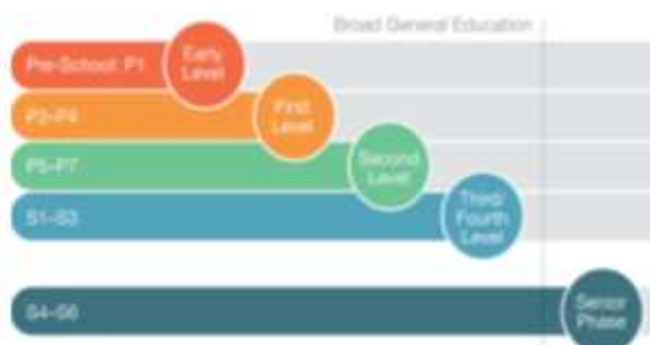 Broad General Education
Pre-School: P1
Early
Level
P2–P4
First
Level
P5–P7
Second
Level
S1–S3
Third/
Fourth
Level
S4–S6
Senior
Phase